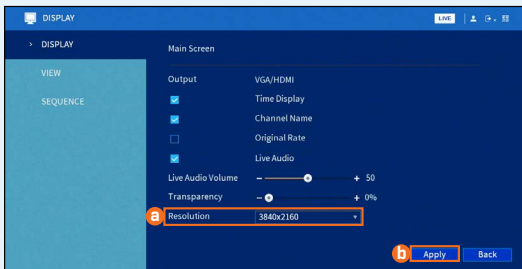 DISPLAY
LIVE
> DISPLAY
VIEW
SEQUENCE
Main Screen
Output VGA/HDMI
Time Display
Channel Name
Original Rate
Live Audio
Live Audio Volume − + 50
Transparency − + 0%
a Resolution 3840x2160
b Apply Back